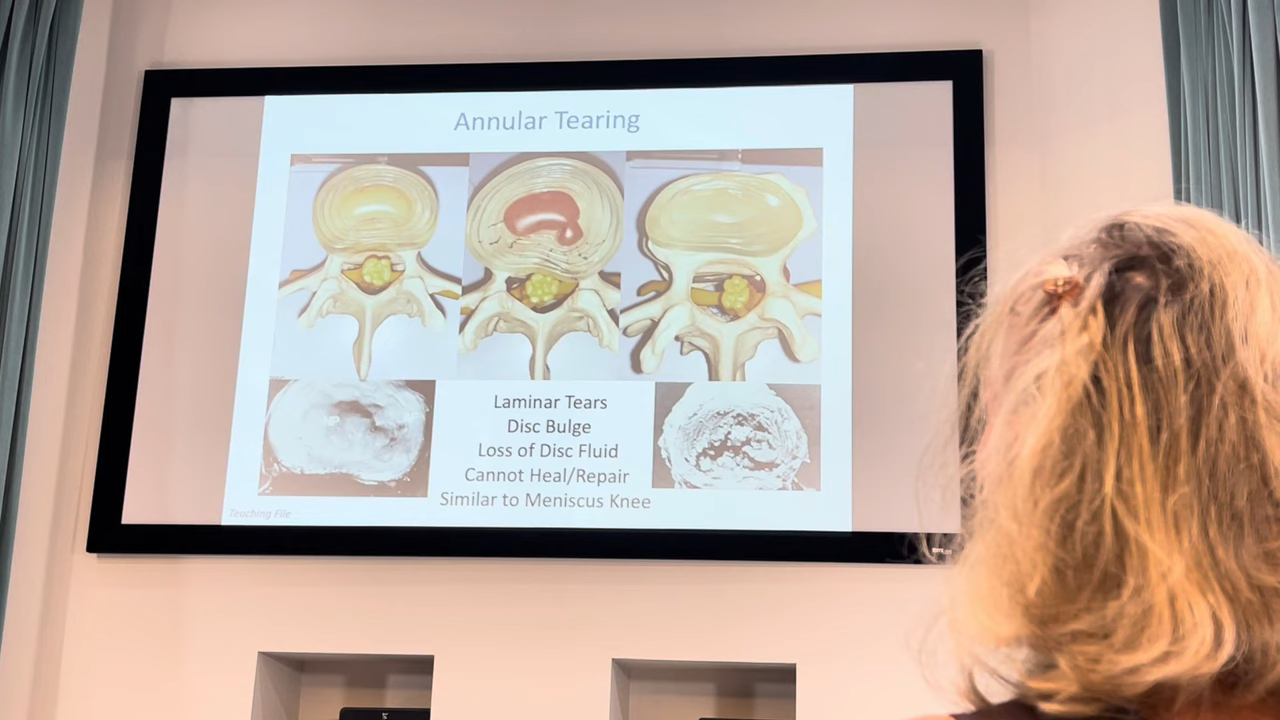 Annular Tearing
Laminar Tears
Disc Bulge
Loss of Disc Fluid
Cannot Heal/Repair
Similar to Meniscus Knee
Teaching File